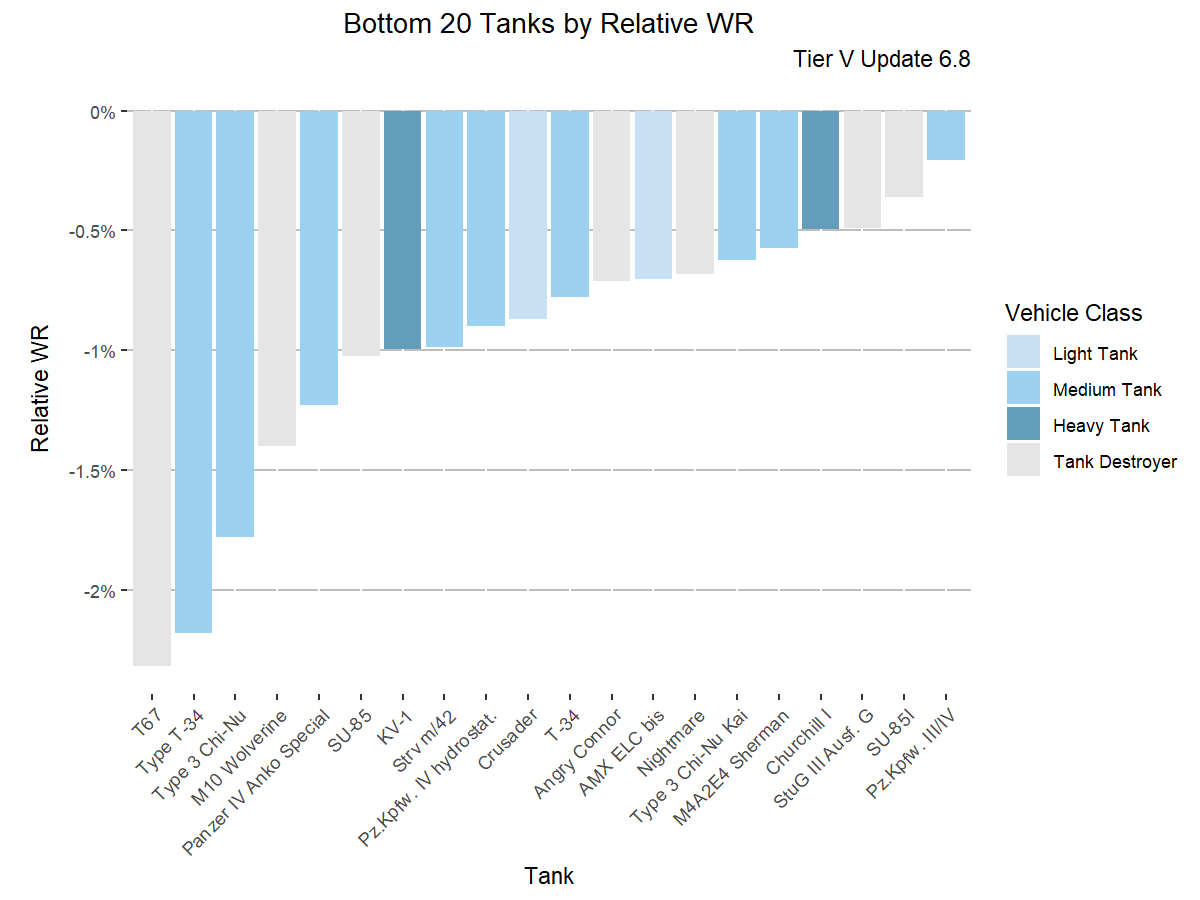 Bottom 20 Tanks by Relative WR
Tier V Update 6.8
0%
-0.5%
-1%
-1.5%
-2%
Relative WR
T67
Type T-34
Type 3 Chi-Nu
M10 Wolverine
Panzer IV Anko Special
SU-85
KV-1
Strv m/42
Pz.Kpfw. IV hydrostat.
Crusader
T-34
Angry Connor
AMX ELC bis
Nightmare
Type 3 Chi-Nu Kai
M4A2E4 Sherman
Churchill I
StuG III Ausf. G
SU-85I
Pz.Kpfw. III/IV
Tank
Vehicle Class
Light Tank
Medium Tank
Heavy Tank
Tank Destroyer